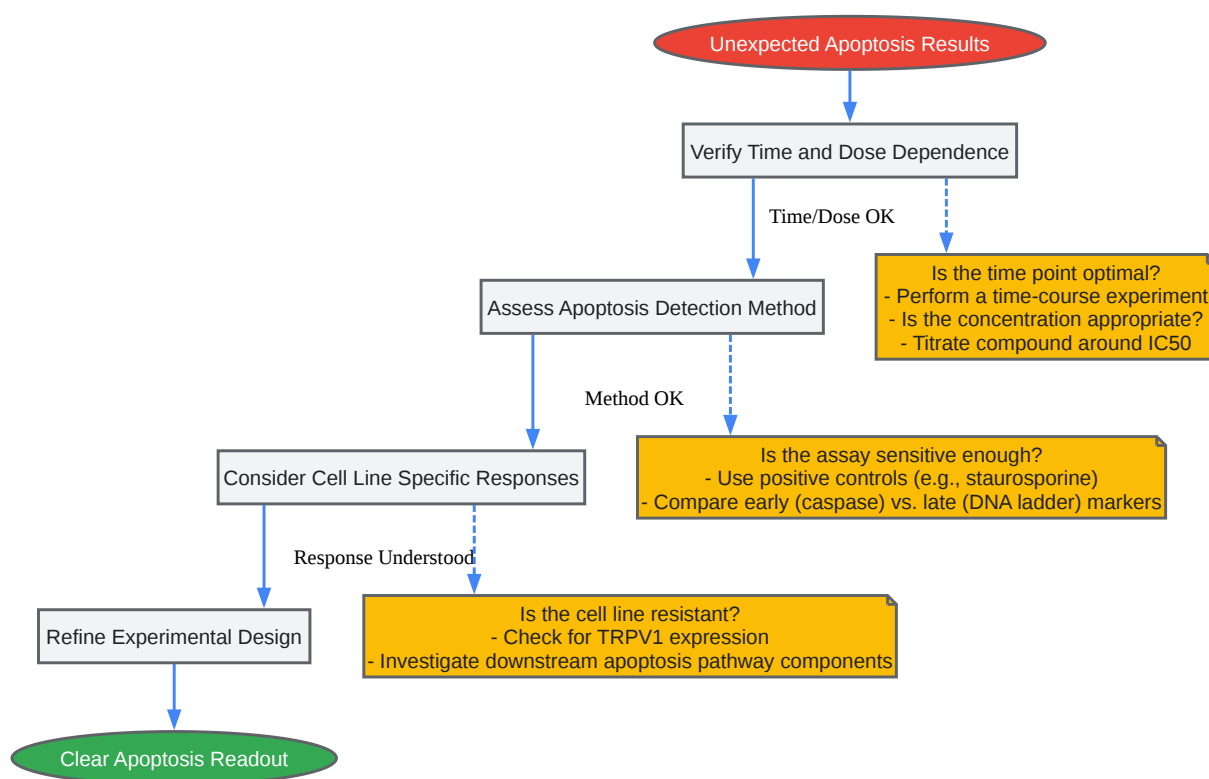 Unexpected Apoptosis Results
Verify Time and Dose Dependence
Time/Dose OK
Is the time point optimal?
- Perform a time-course experiment
- Is the concentration appropriate?
- Titrate compound around IC50
Assess Apoptosis Detection Method
Method OK
Is the assay sensitive enough?
- Use positive controls (e.g., staurosporine)
- Compare early (caspase) vs. late (DNA ladder) markers
Consider Cell Line Specific Responses
Response Understood
Is the cell line resistant?
- Check for TRPV1 expression
- Investigate downstream apoptosis pathway components
Refine Experimental Design
Clear Apoptosis Readout